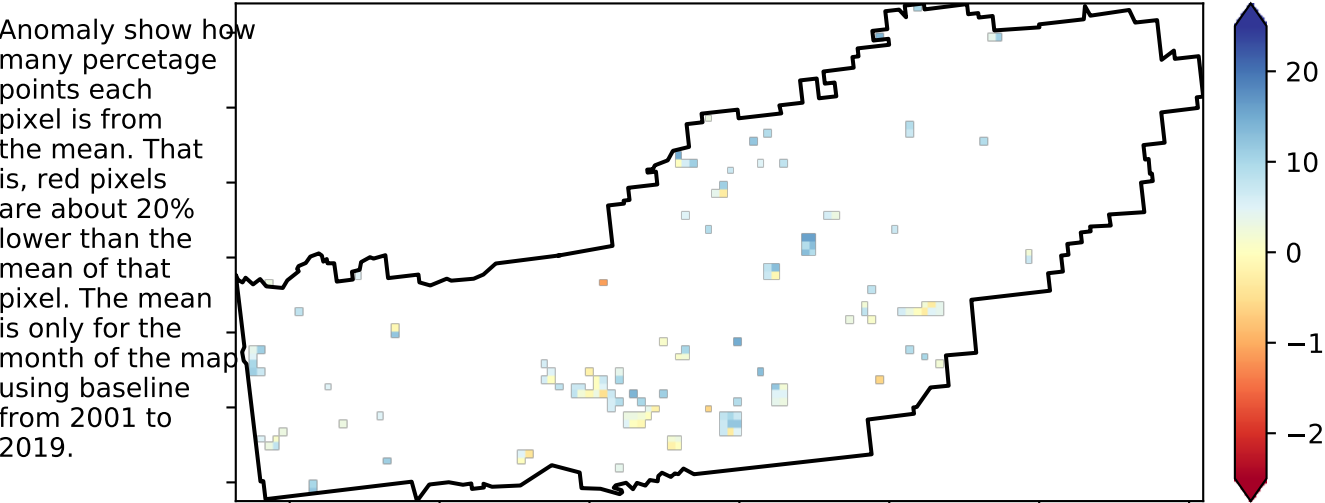 Anomaly show how
many percetage
points each
pixel is from
the mean. That
is, red pixels
are about 20%
lower than the
mean of that
pixel. The mean
is only for the
month of the map
using baseline
from 2001 to
2019.
20
10
0
−1
−2